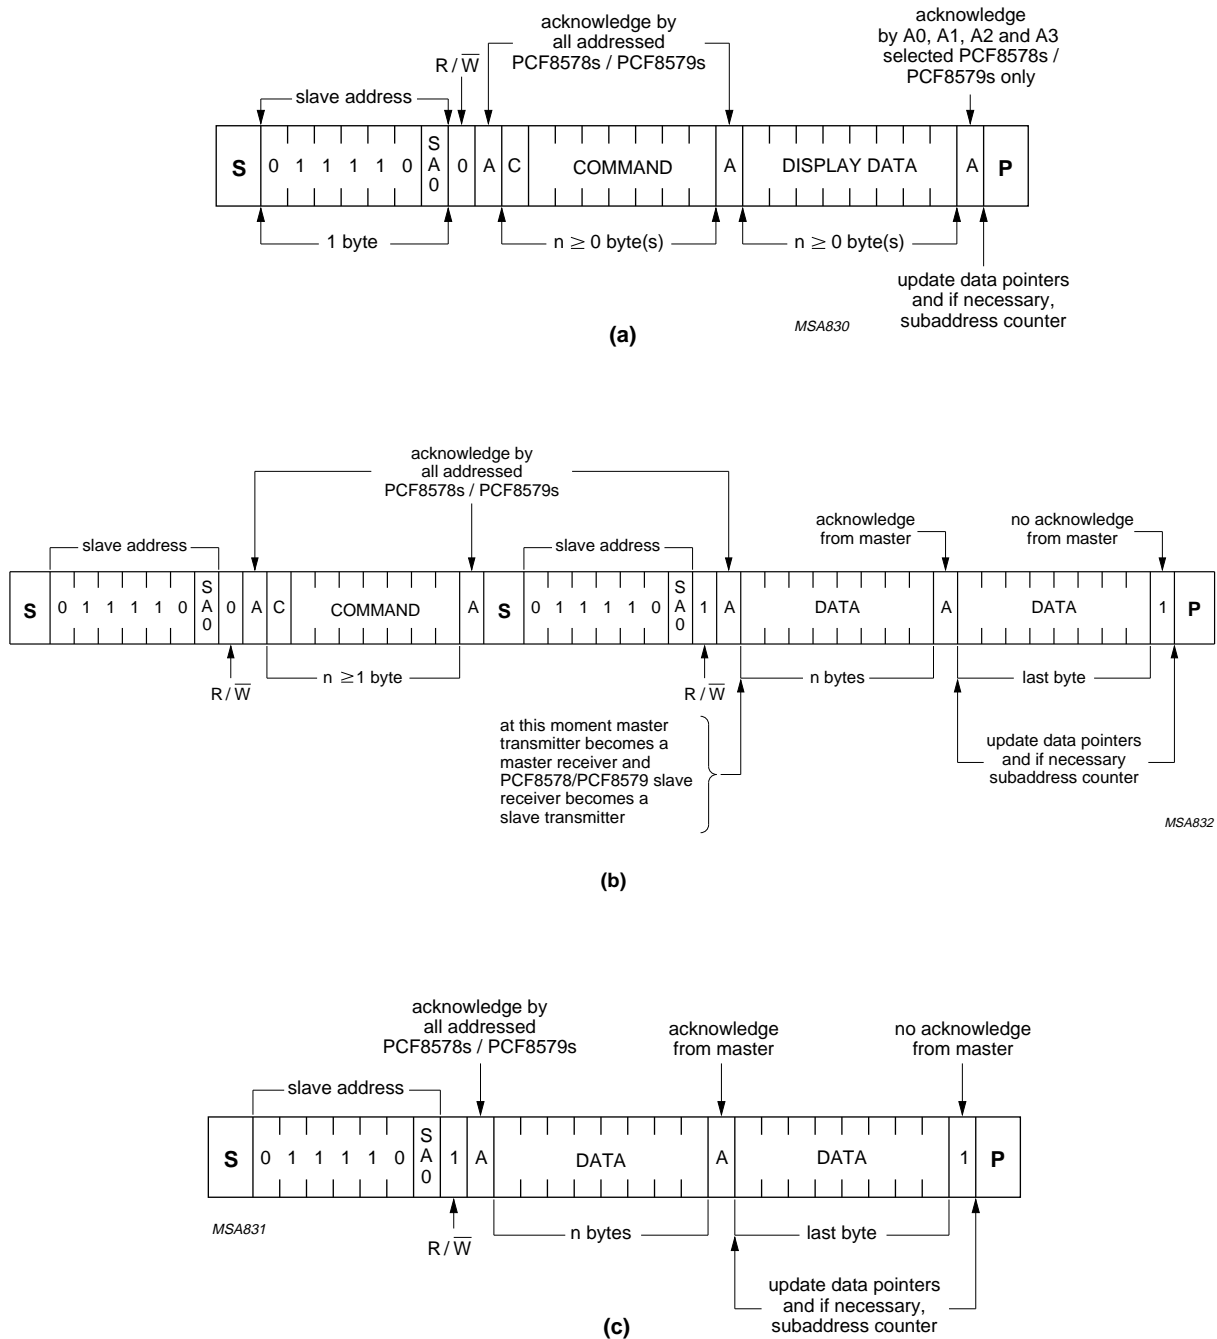 acknowledge by
all addressed
PCF8578s / PCF8579s
acknowledge
by A0, A1, A2 and A3
selected PCF8578s /
PCF8579s only
R / W̅
slave address
S 0 1 1 1 1 0 SA0 0 A C COMMAND A DISPLAY DATA A P
1 byte
n ≥ 0 byte(s)
n ≥ 0 byte(s)
update data pointers
and if necessary,
subaddress counter
MSA830
(a)
acknowledge by
all addressed
PCF8578s / PCF8579s
acknowledge
from master
no acknowledge
from master
slave address
slave address
S 0 1 1 1 1 0 SA0 0 A C COMMAND A S 0 1 1 1 1 0 SA0 1 A DATA A DATA 1 P
R / W̅
n ≥1 byte
R / W̅
n bytes
last byte
at this moment master
transmitter becomes a
master receiver and
PCF8578/PCF8579 slave
receiver becomes a
slave transmitter
update data pointers
and if necessary
subaddress counter
MSA832
(b)
acknowledge by
all addressed
PCF8578s / PCF8579s
acknowledge
from master
no acknowledge
from master
slave address
S 0 1 1 1 1 0 SA0 1 A DATA A DATA 1 P
MSA831
R / W̅
n bytes
last byte
update data pointers
and if necessary,
subaddress counter
(c)